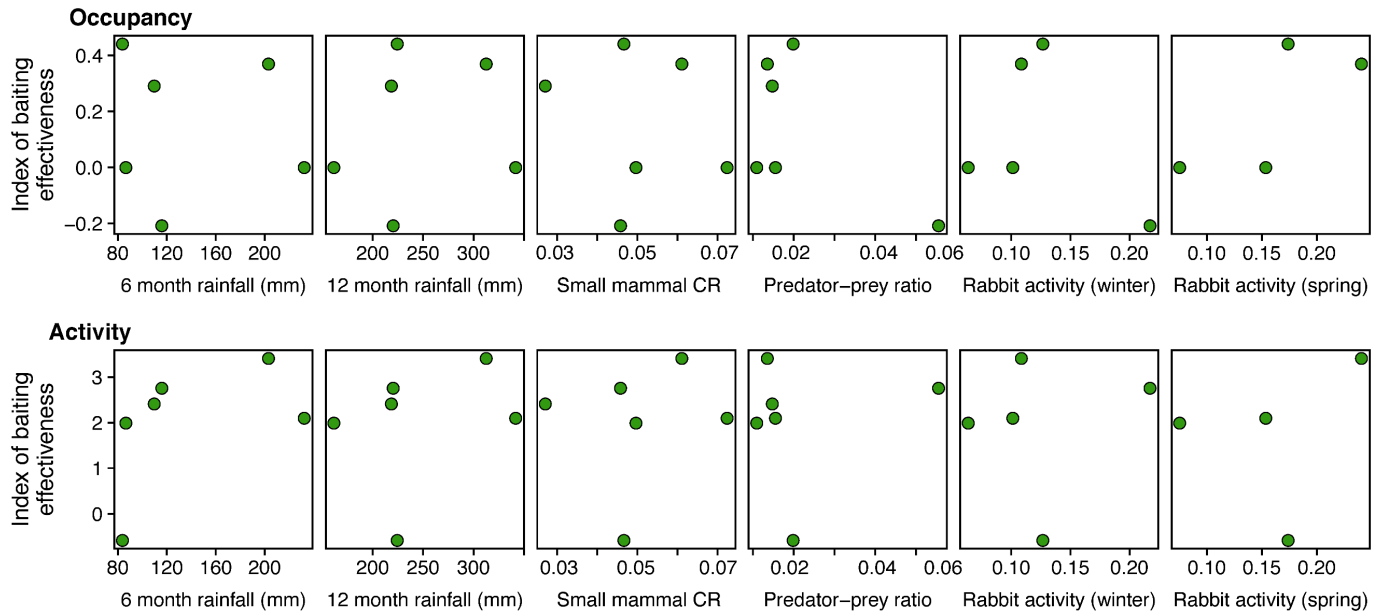 Occupancy
Index of baiting
effectiveness
0.4
0.2
0.0
−0.2
80 120 160 200 200 250 300 0.03 0.05 0.07 0.02 0.04 0.06 0.10 0.15 0.20 0.10 0.15 0.20
6 month rainfall (mm) 12 month rainfall (mm) Small mammal CR Predator−prey ratio Rabbit activity (winter) Rabbit activity (spring)
Activity
Index of baiting
effectiveness
3
2
1
0
80 120 160 200 200 250 300 0.03 0.05 0.07 0.02 0.04 0.06 0.10 0.15 0.20 0.10 0.15 0.20
6 month rainfall (mm) 12 month rainfall (mm) Small mammal CR Predator−prey ratio Rabbit activity (winter) Rabbit activity (spring)